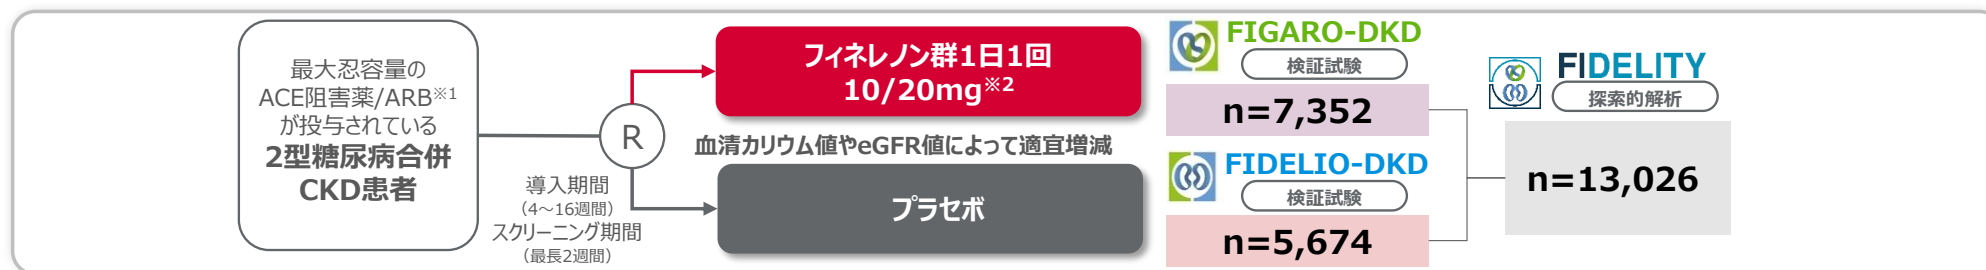 最大忍容量の
ACE阻害薬/ARB※1
が投与されている
2型糖尿病合併
CKD患者
R
導入期間
（4～16週間）
スクリーニング期間
（最長2週間）
フィネレノン群1日1回
10/20mg※2
血清カリウム値やeGFR値によって適宜増減
プラセボ
FIGARO-DKD
検証試験
n=7,352
FIDELIO-DKD
検証試験
n=5,674
FIDELITY
探索的解析
n=13,026